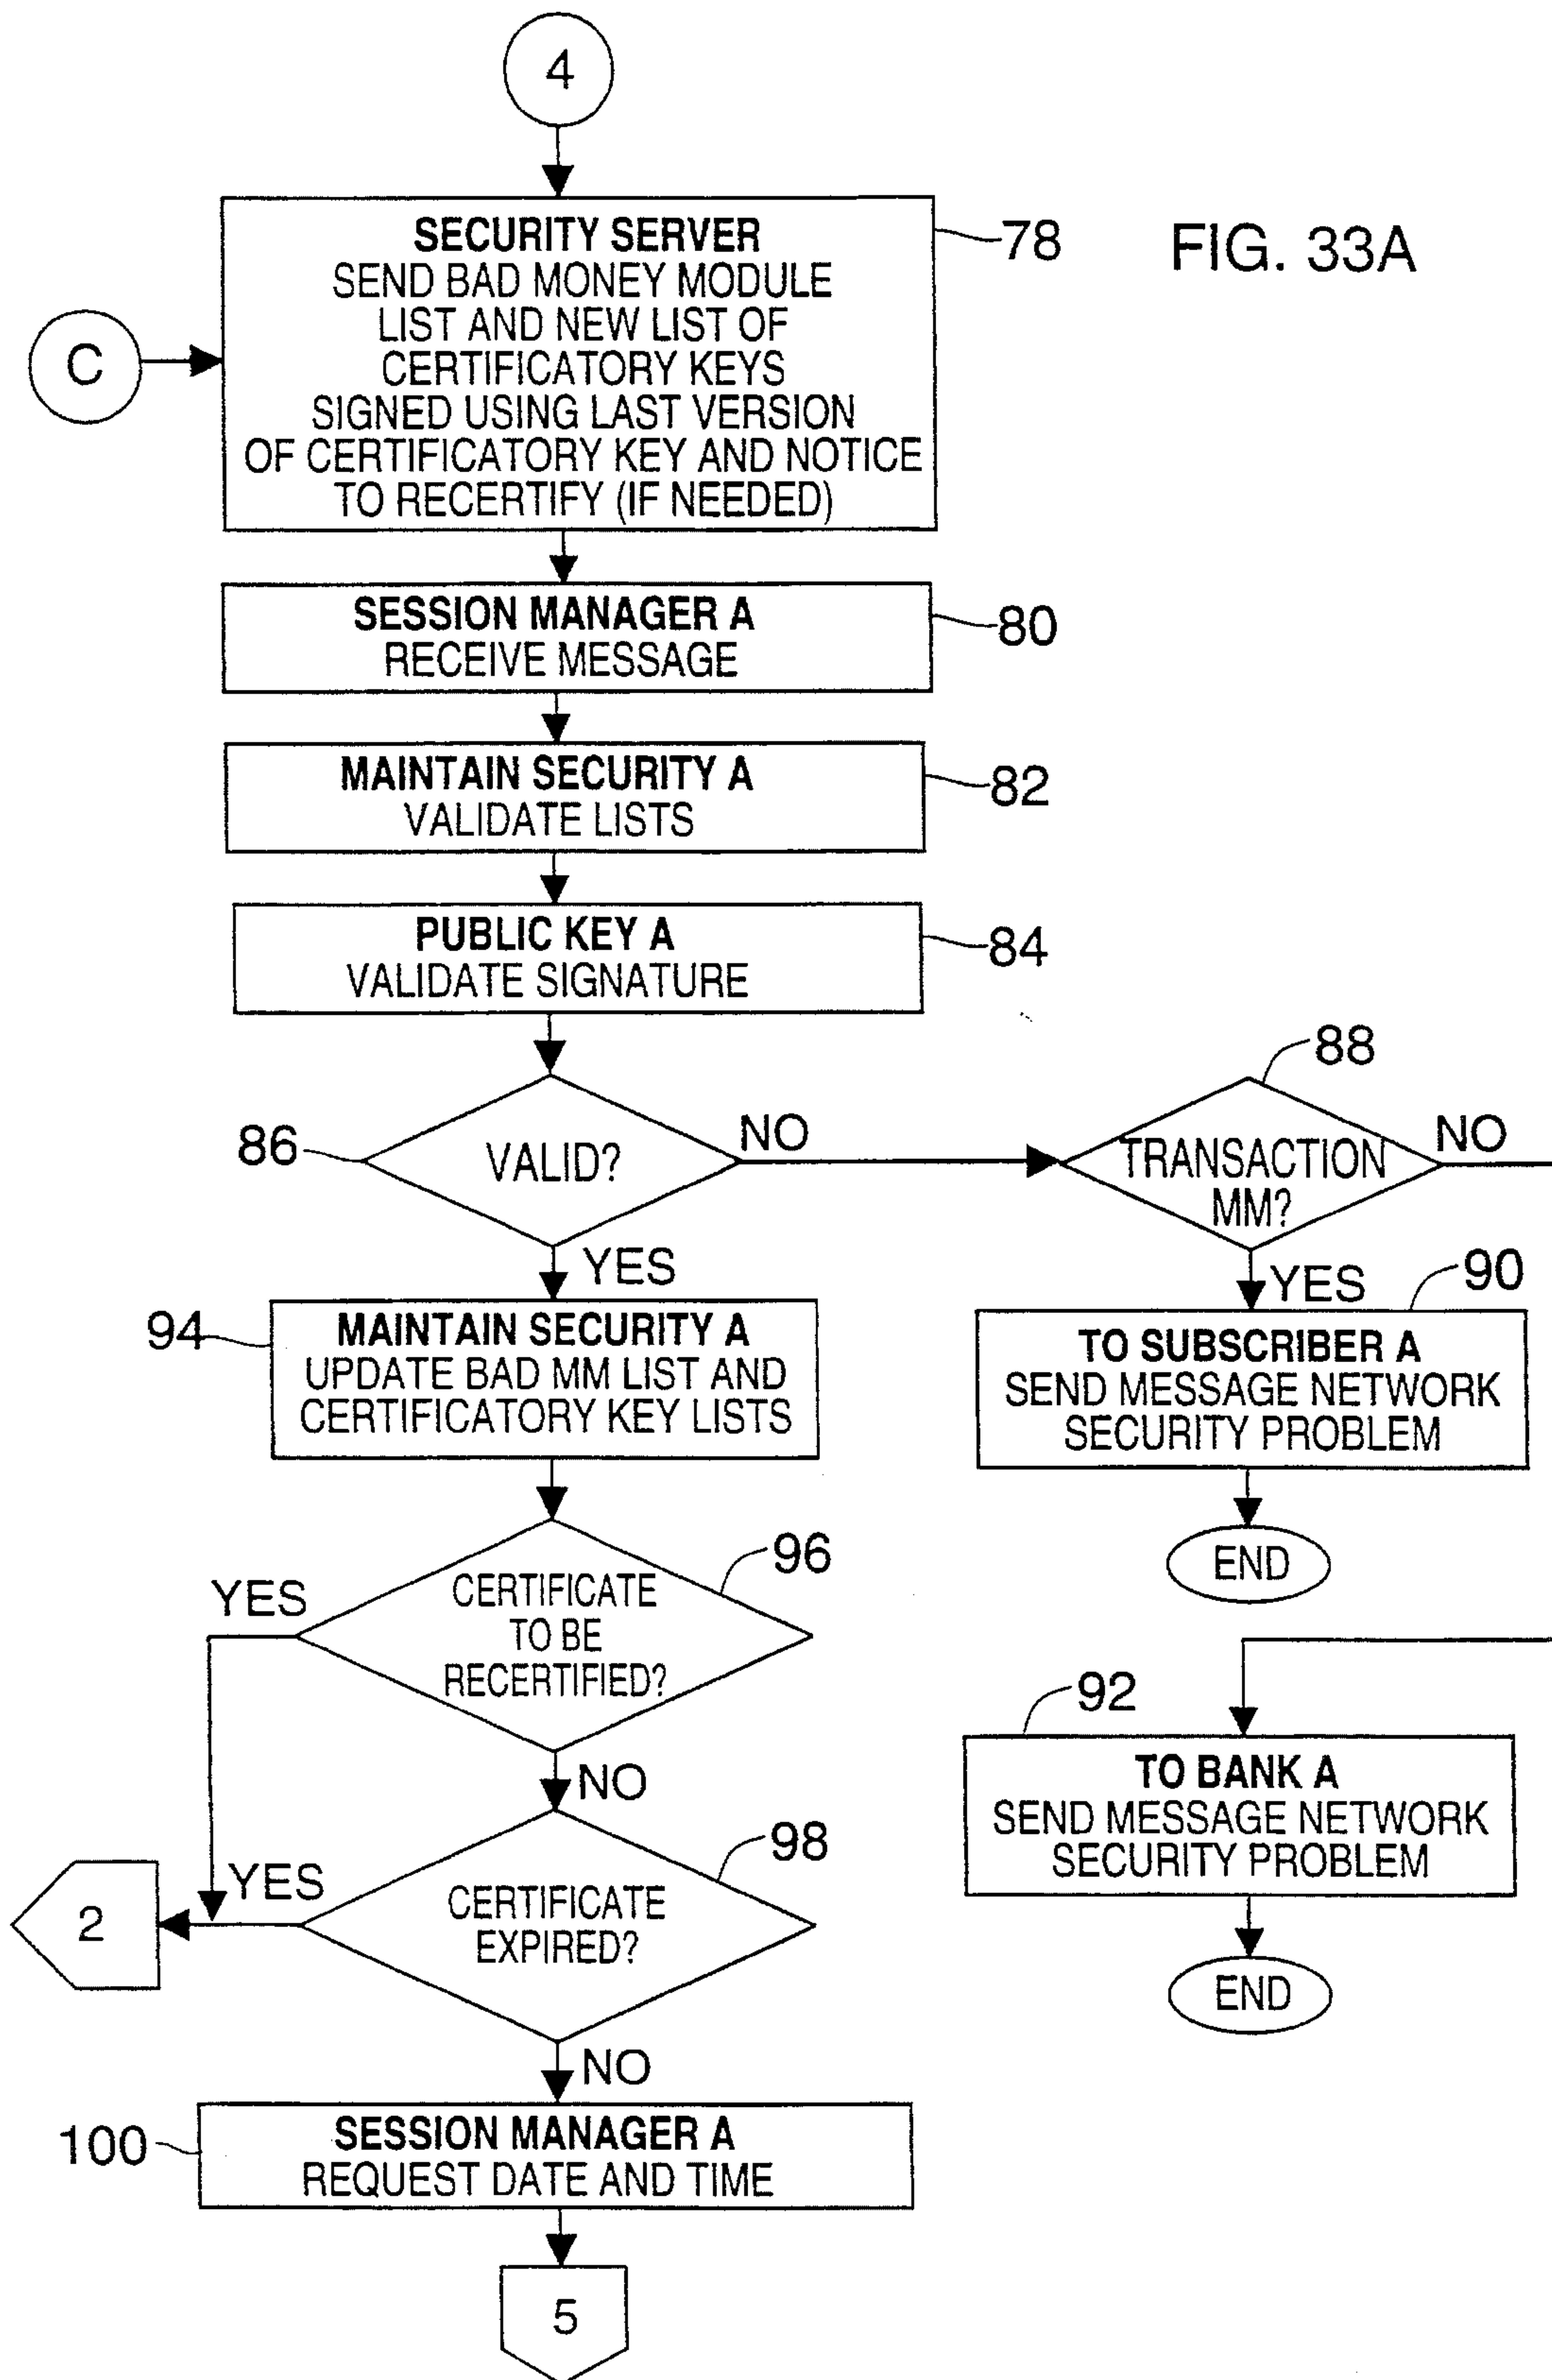 4
SECURITY SERVER
SEND BAD MONEY MODULE
LIST AND NEW LIST OF
CERTIFICATORY KEYS
SIGNED USING LAST VERSION
OF CERTIFICATORY KEY AND NOTICE
TO RECERTIFY (IF NEEDED)
78
FIG. 33A
C
SESSION MANAGER A
RECEIVE MESSAGE
80
MAINTAIN SECURITY A
VALIDATE LISTS
82
PUBLIC KEY A
VALIDATE SIGNATURE
84
86
VALID?
NO
88
TRANSACTION
MM?
NO
YES
YES
90
94
MAINTAIN SECURITY A
UPDATE BAD MM LIST AND
CERTIFICATORY KEY LISTS
TO SUBSCRIBER A
SEND MESSAGE NETWORK
SECURITY PROBLEM
END
96
YES
CERTIFICATE
TO BE
RECERTIFIED?
NO
92
TO BANK A
SEND MESSAGE NETWORK
SECURITY PROBLEM
END
98
YES
CERTIFICATE
EXPIRED?
2
NO
100
SESSION MANAGER A
REQUEST DATE AND TIME
5